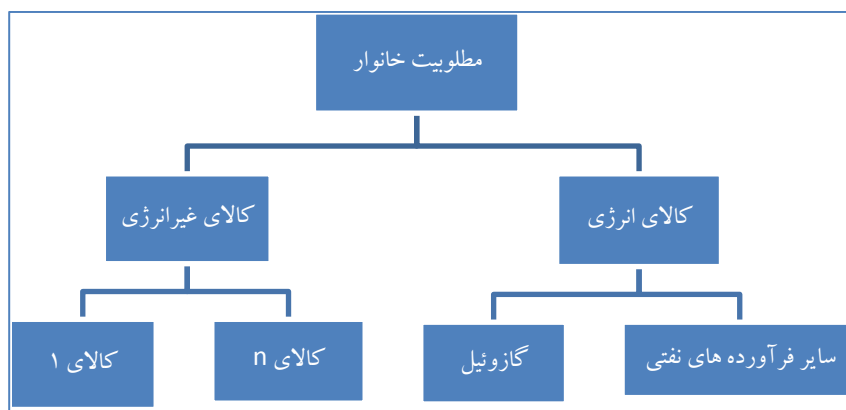 مطلوبیت خانوار
کالای انرژی
کالای غیرانرژی
سایر فرآورده های نفتی
گازوئیل
کالای n
کالای ۱